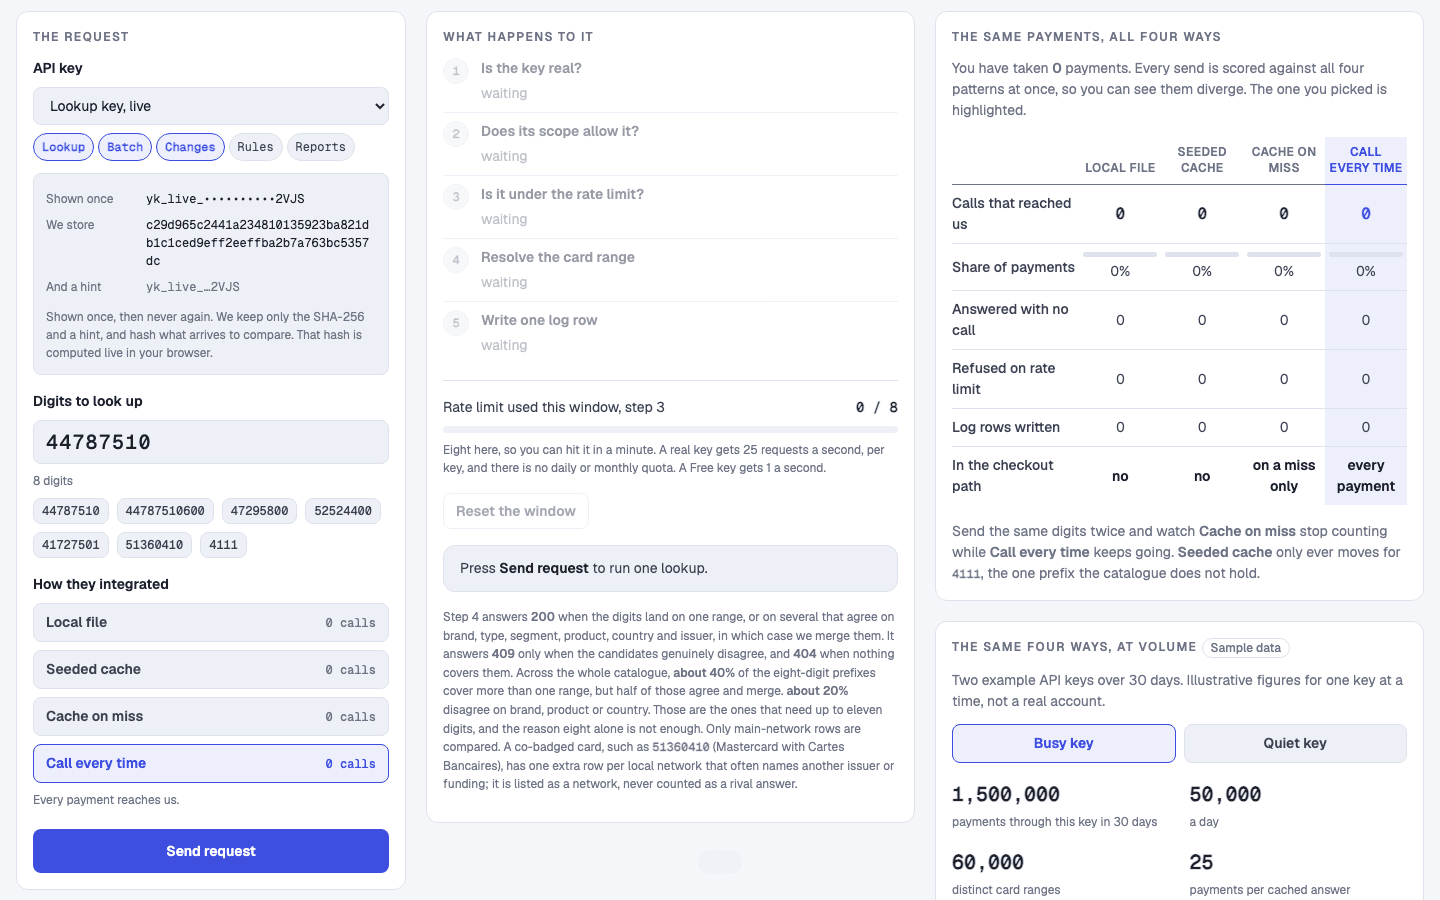 THE REQUEST
API key
Lookup key, live
Lookup
Batch
Changes
Rules
Reports
Shown once
yk_live_••••••••••2VJS
We store
c29d965c2441a234810135923ba821d
b1c1ced9eff2eeffba2b7a763bc5357
dc
And a hint
yk_live_…2VJS
Shown once, then never again. We keep only the SHA-256
and a hint, and hash what arrives to compare. That hash is
computed live in your browser.
Digits to look up
44787510
8 digits
44787510
44787510600
47295800
52524400
41727501
51360410
4111
How they integrated
Local file
0 calls
Seeded cache
0 calls
Cache on miss
0 calls
Call every time
0 calls
Every payment reaches us.
Send request
WHAT HAPPENS TO IT
1
Is the key real?
waiting
2
Does its scope allow it?
waiting
3
Is it under the rate limit?
waiting
4
Resolve the card range
waiting
5
Write one log row
waiting
Rate limit used this window, step 3
0 / 8
Eight here, so you can hit it in a minute. A real key gets 25 requests a second, per
key, and there is no daily or monthly quota. A Free key gets 1 a second.
Reset the window
Press Send request to run one lookup.
Step 4 answers 200 when the digits land on one range, or on several that agree on
brand, type, segment, product, country and issuer, in which case we merge them. It
answers 409 only when the candidates genuinely disagree, and 404 when nothing
covers them. Across the whole catalogue, about 40% of the eight-digit prefixes
cover more than one range, but half of those agree and merge. about 20%
disagree on brand, product or country. Those are the ones that need up to eleven
digits, and the reason eight alone is not enough. Only main-network rows are
compared. A co-badged card, such as 51360410 (Mastercard with Cartes
Bancaires), has one extra row per local network that often names another issuer or
funding; it is listed as a network, never counted as a rival answer.
THE SAME PAYMENTS, ALL FOUR WAYS
You have taken 0 payments. Every send is scored against all four
patterns at once, so you can see them diverge. The one you picked is
highlighted.
LOCAL FILE
SEEDED
CACHE
CACHE ON
MISS
CALL
EVERY TIME
Calls that reached
us
0
0
0
0
Share of payments
0%
0%
0%
0%
Answered with no
call
0
0
0
0
Refused on rate
limit
0
0
0
0
Log rows written
0
0
0
0
In the checkout
path
no
no
on a miss
only
every
payment
Send the same digits twice and watch Cache on miss stop counting
while Call every time keeps going. Seeded cache only ever moves for
4111, the one prefix the catalogue does not hold.
THE SAME FOUR WAYS, AT VOLUME
Sample data
Two example API keys over 30 days. Illustrative figures for one key at a
time, not a real account.
Busy key
Quiet key
1,500,000
payments through this key in 30 days
50,000
a day
60,000
distinct card ranges
25
payments per cached answer